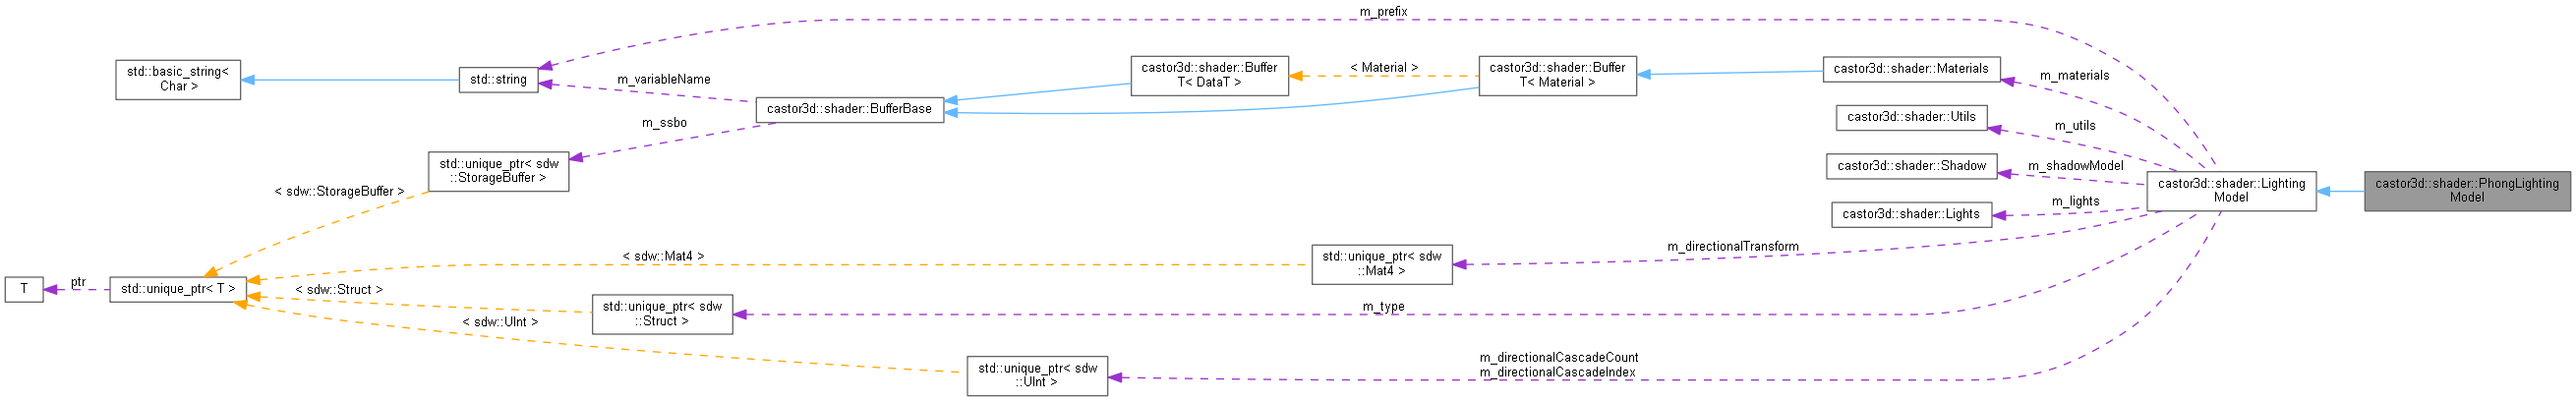 m_prefix
std::basic_string<
Char >
std::string
m_variableName
castor3d::shader::Buffer
T< DataT >
< Material >
castor3d::shader::Buffer
T< Material >
castor3d::shader::Materials
m_materials
castor3d::shader::BufferBase
castor3d::shader::Utils
m_utils
m_ssbo
std::unique_ptr< sdw
::StorageBuffer >
castor3d::shader::Shadow
m_shadowModel
castor3d::shader::Lighting
Model
castor3d::shader::PhongLighting
Model
< sdw::StorageBuffer >
castor3d::shader::Lights
m_lights
m_directionalTransform
< sdw::Mat4 >
std::unique_ptr< sdw
::Mat4 >
T
ptr
std::unique_ptr< T >
< sdw::Struct >
std::unique_ptr< sdw
::Struct >
m_type
< sdw::UInt >
std::unique_ptr< sdw
::UInt >
m_directionalCascadeCount
m_directionalCascadeIndex